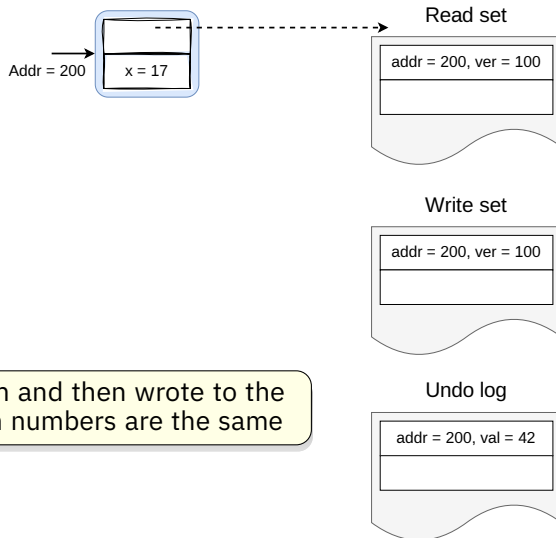 Read set
addr = 200, ver = 100
Addr = 200
x = 17
Write set
addr = 200, ver = 100
and then wrote to the
numbers are the same
Undo log
addr = 200, val = 42